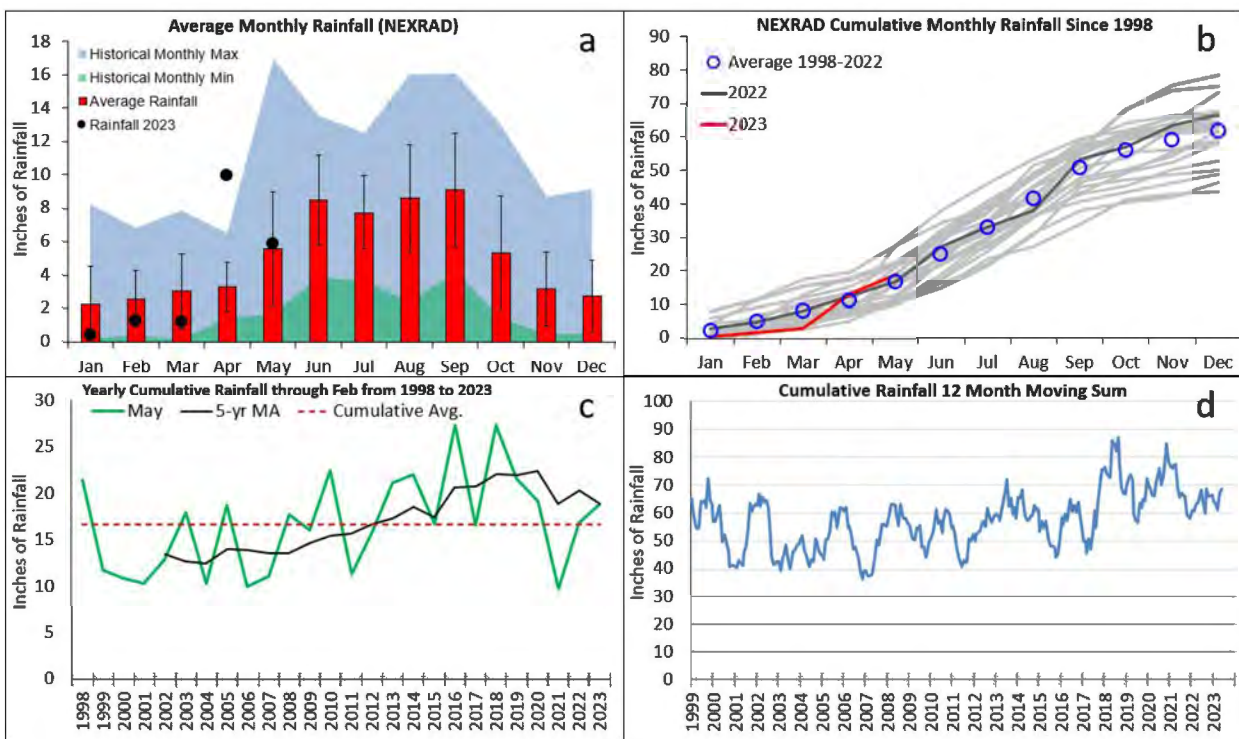 Average Monthly Rainfall (NEXRAD)
a
18
16
14
12
10
8
6
4
2
0
Inches of Rainfall
Historical Monthly Max
Historical Monthly Min
Average Rainfall
Rainfall 2023
Jan Feb Mar Apr May Jun Jul Aug Sep Oct Nov Dec
NEXRAD Cumulative Monthly Rainfall Since 1998
b
90
80
70
60
50
40
30
20
10
0
Inches of Rainfall
Average 1998-2022
2022
2023
Jan Feb Mar Apr May Jun Jul Aug Sep Oct Nov Dec
Yearly Cumulative Rainfall through Feb from 1998 to 2023
c
30
25
20
15
10
5
0
Inches of Rainfall
May 5-yr MA Cumulative Avg.
1998 1999 2000 2001 2002 2003 2004 2005 2006 2007 2008 2009 2010 2011 2012 2013 2014 2015 2016 2017 2018 2019 2020 2021 2022 2023
Cumulative Rainfall 12 Month Moving Sum
d
100
90
80
70
60
50
40
30
20
10
0
Inches of Rainfall
1999 2000 2001 2002 2003 2004 2005 2006 2007 2008 2009 2010 2011 2012 2013 2014 2015 2016 2017 2018 2019 2020 2021 2022 2023